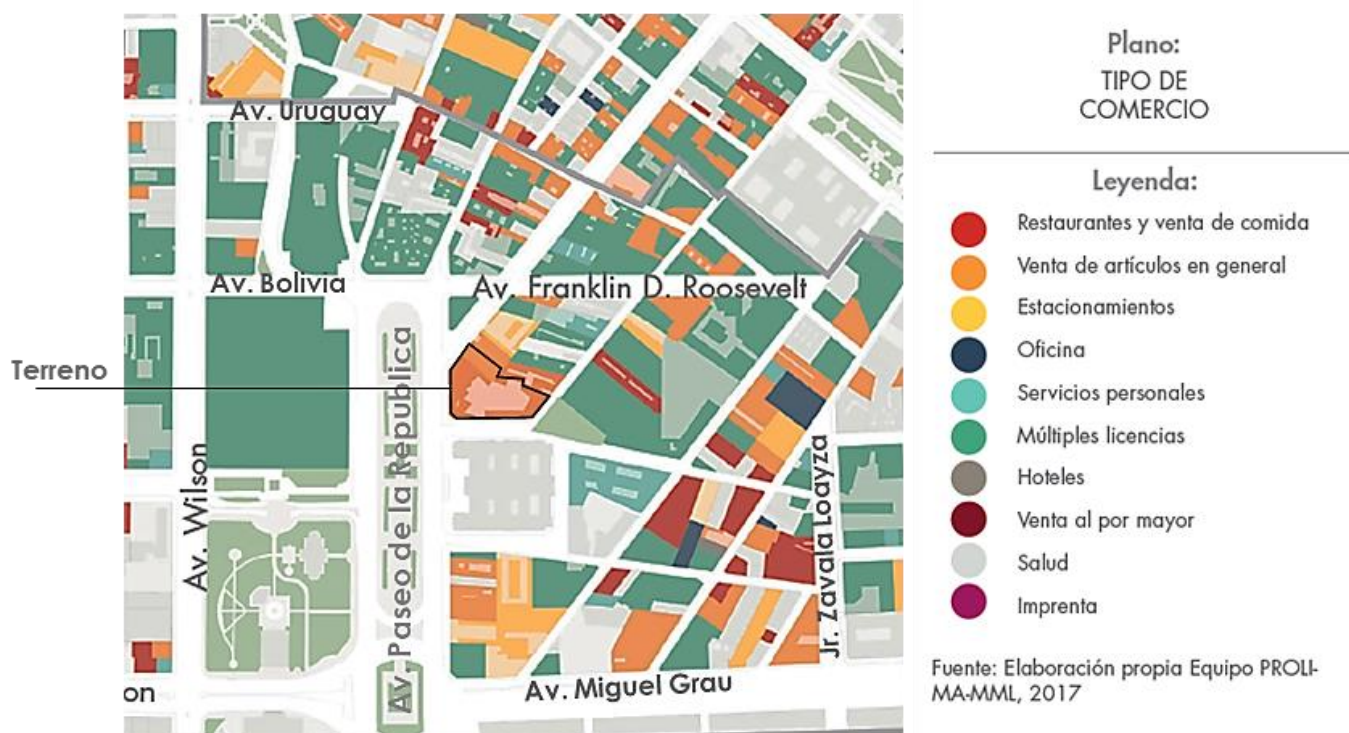 Plano:
TIPO DE
COMERCIO
Av. Uruguay
Leyenda:
Restaurantes y venta de comida
Venta de artículos en general
Av. Bolivia
Av. Franklin D. Roosevelt
Estacionamientos
Oficina
Terreno
Servicios personales
Múltiples licencias
Av. Wilson
Av. Paseo de la Republica
Jr. Zavala Loayza
Hoteles
Venta al por mayor
Salud
Imprenta
on
Av. Miguel Grau
Fuente: Elaboración propia Equipo PROLI-
MA-MML, 2017